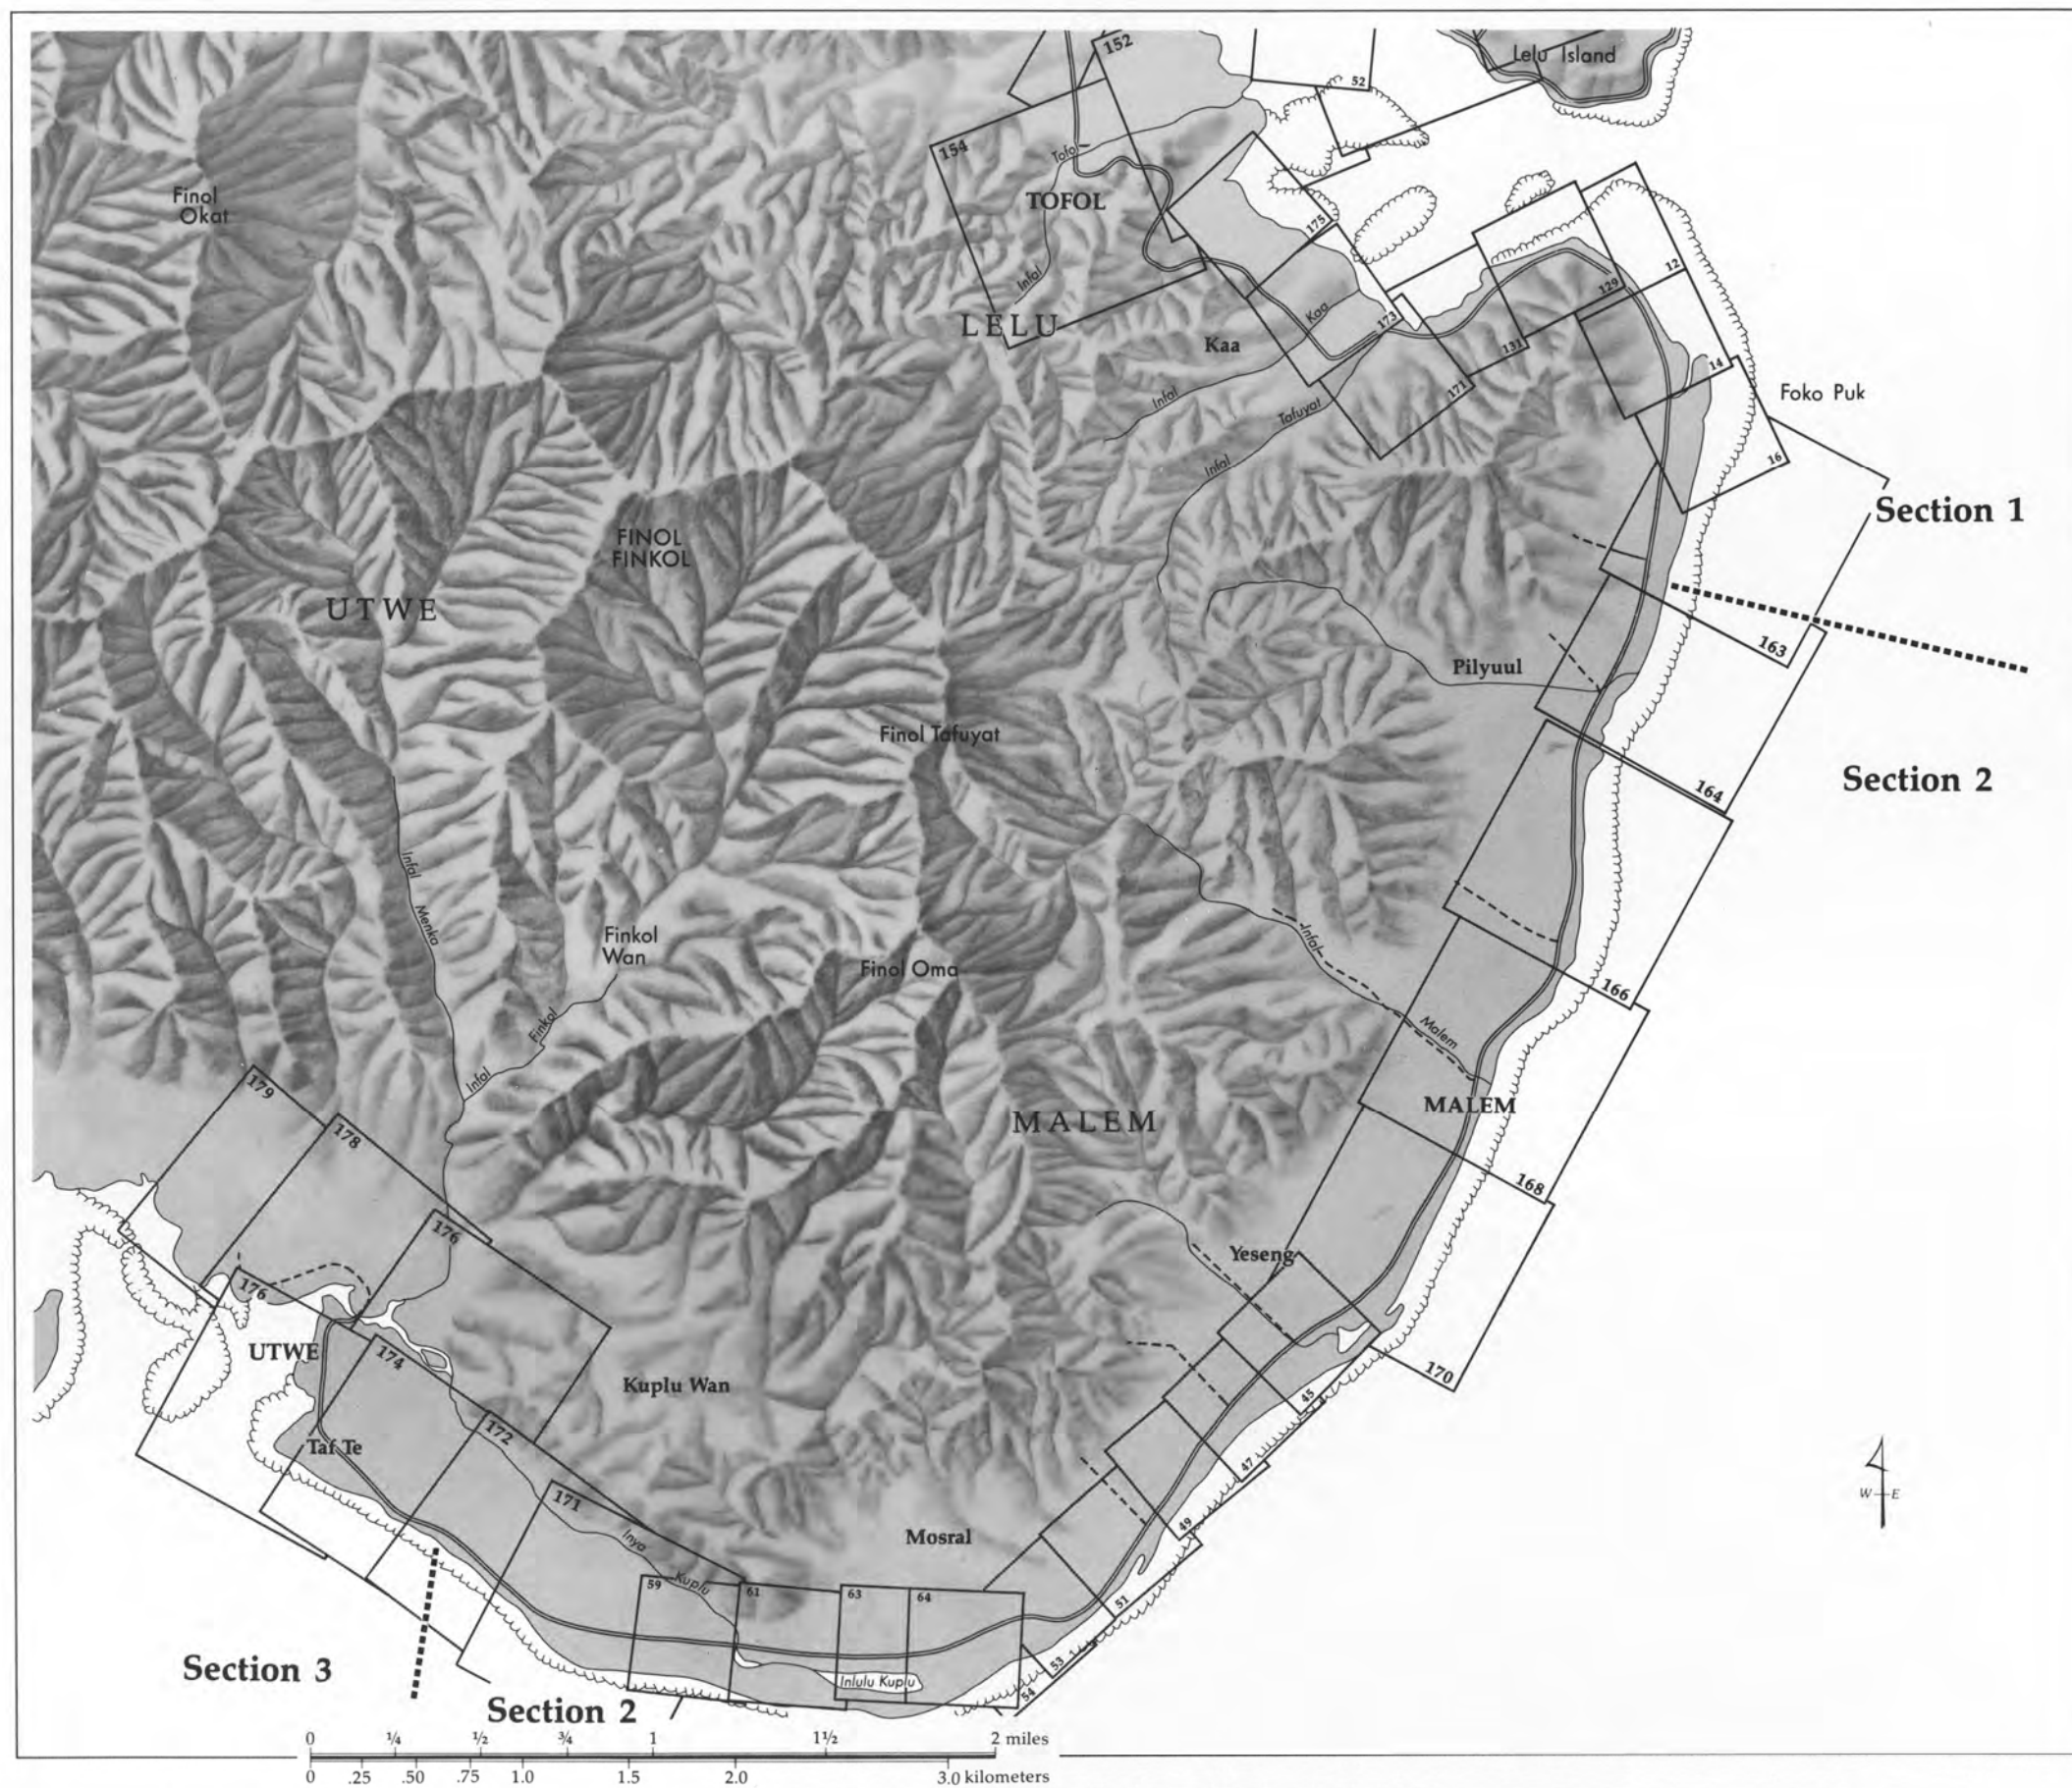 152
Lelu Island
52
154
Tofol
Finol
Okat
TOFOL
175
Infal
12
129
LELU
Kaa
173
Kaa
131
14
171
Foko Puk
Infal
Tafuyat
16
Infal
Section 1
FINOL
FINKOL
UTWE
163
Pilyuul
Finol Tafuyat
Section 2
164
Infal
Menka
Finkol
Wan
Infal
Finol Oma
166
Finkol
Malem
Infal
179
MALEM
MALEM
178
168
176
Yeseng
176
UTWE
174
170
Kuplu Wan
45
172
Taf Te
47
171
W E
49
Inya
Mosral
Kuplu
59
61
63
64
51
53
54
Section 3
Inlulu Kuplu
Section 2
0 ¼ ½ ¾ 1 1½ 2 miles
0 .25 .50 .75 1.0 1.5 2.0 3.0 kilometers